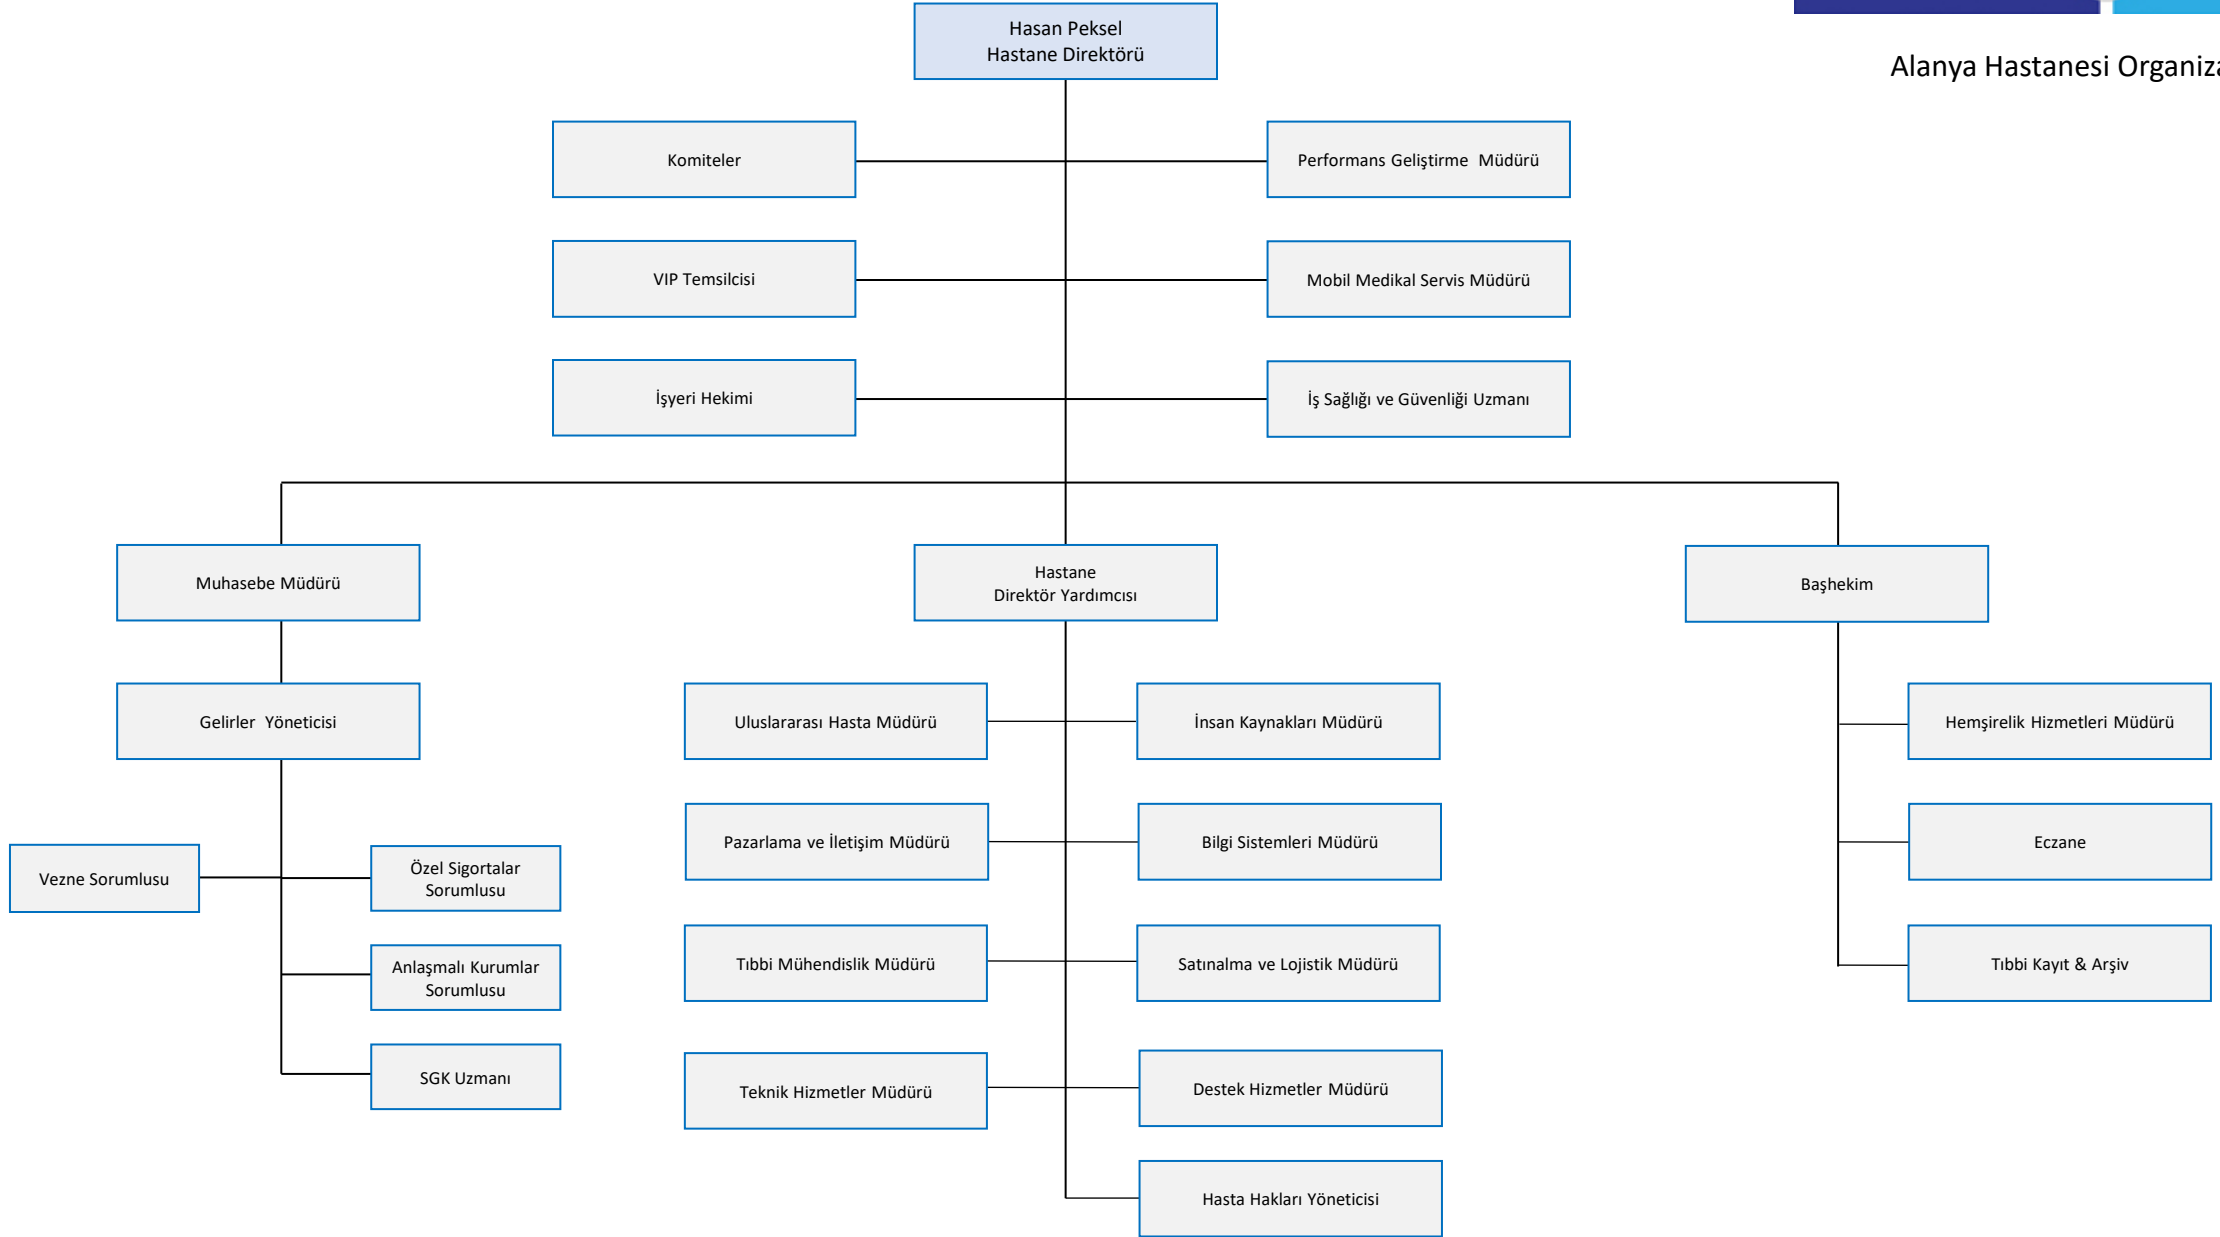 Hasan Peksel
Hastane Direktörü
Alanya Hastanesi
Komiteler
Performans Geliştirme Müdürü
VIP Temsilcisi
Mobil Medikal Servis Müdürü
İşyeri Hekimi
İş Sağlığı ve Güvenliği Uzmanı
Muhasebe Müdürü
Hastane
Direktör Yardımcısı
Başhekim
Gelirler Yöneticisi
Uluslararası Hasta Müdürü
İnsan Kaynakları Müdürü
Hemşirelik Hizmetleri Müdürü
Pazarlama ve İletişim Müdürü
Bilgi Sistemleri Müdürü
Eczane
Vezne Sorumlusu
Özel Sigortalar
Sorumlusu
Tıbbi Mühendislik Müdürü
Satınalma ve Lojistik Müdürü
Tıbbi Kayıt & Arşiv
Anlaşmalı Kurumlar
Sorumlusu
SGK Uzmanı
Teknik Hizmetler Müdürü
Destek Hizmetler Müdürü
Hasta Hakları Yöneticisi